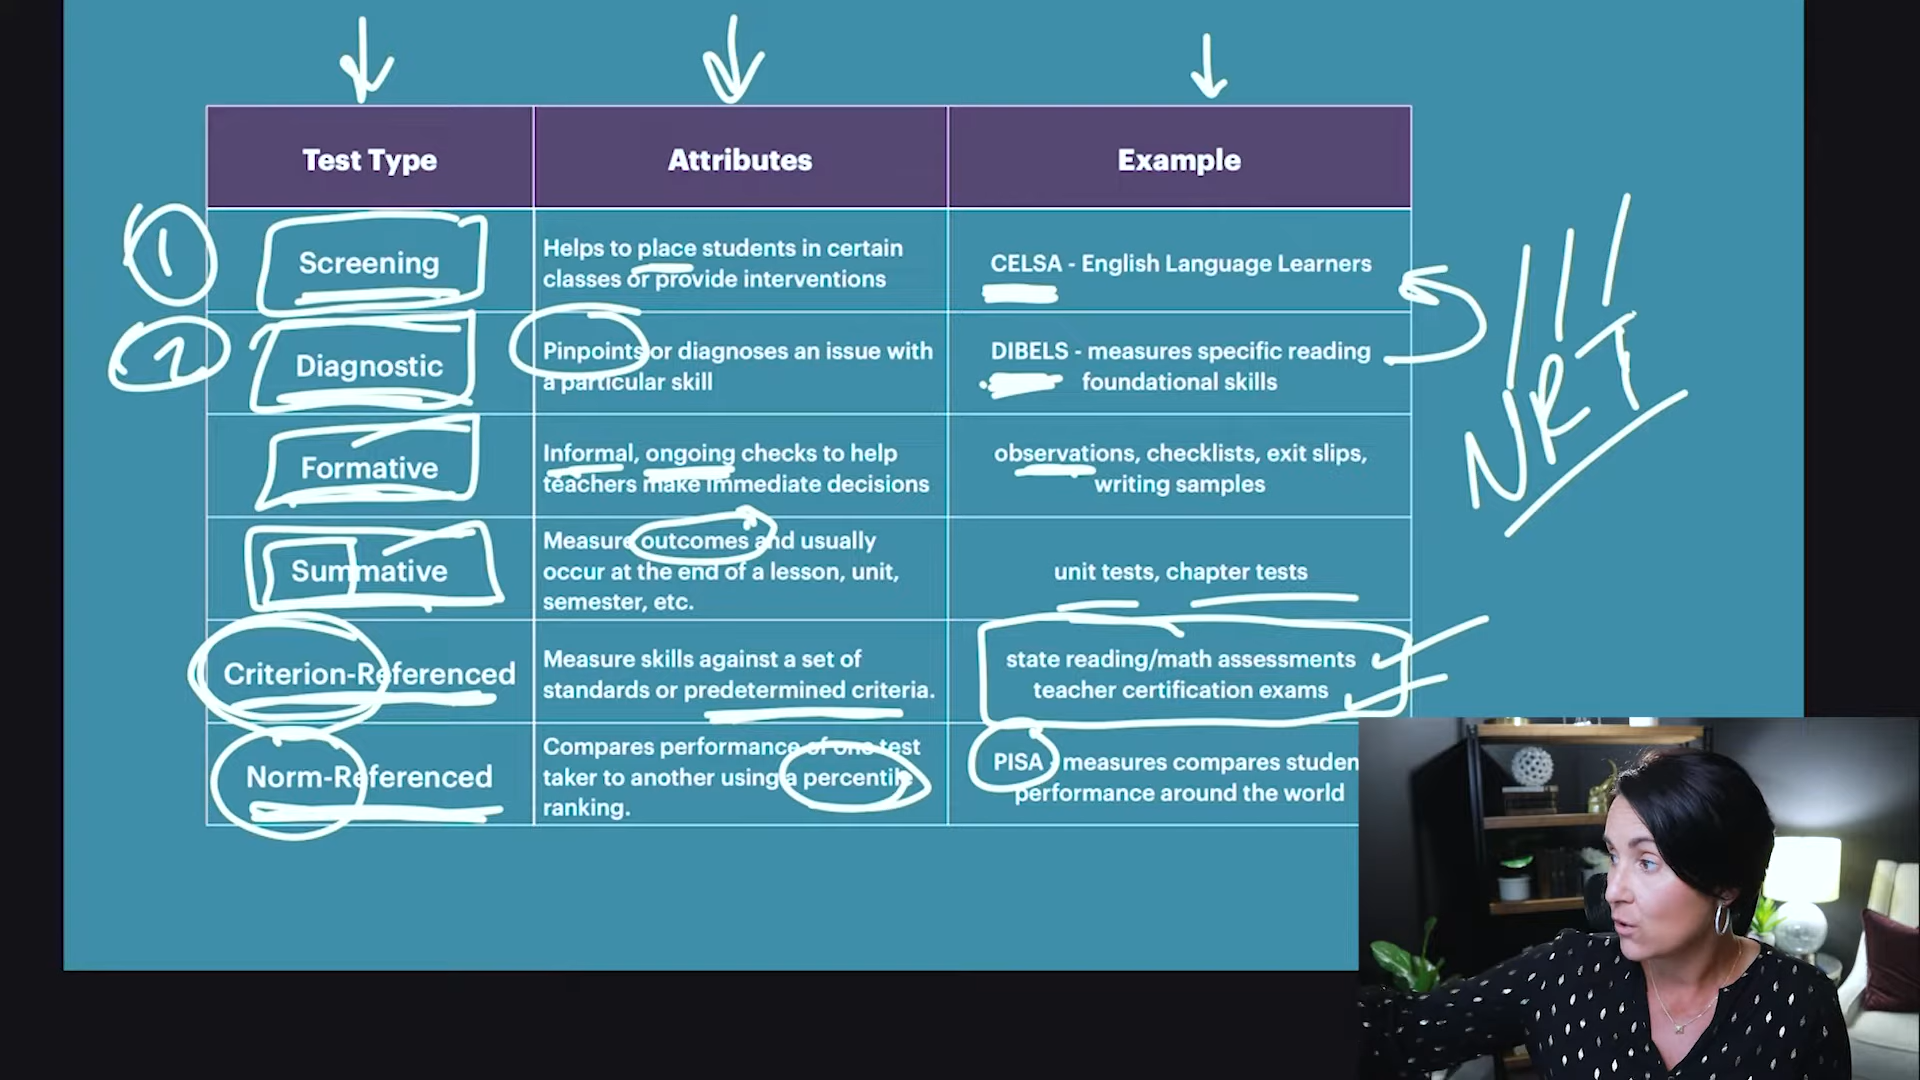 Test Type
Attributes
Example
1
Screening
Helps to place students in certain
classes or provide interventions
CELSA - English Language Learners
2
Diagnostic
Pinpoints or diagnoses an issue with
a particular skill
DIBELS - measures specific reading
foundational skills
NRT
Formative
Informal, ongoing checks to help
teachers make immediate decisions
observations, checklists, exit slips,
writing samples
Summative
Measure outcomes and usually
occur at the end of a lesson, unit,
semester, etc.
unit tests, chapter tests
Criterion-Referenced
Measure skills against a set of
standards or predetermined criteria.
state reading/math assessments
teacher certification exams
Norm-Referenced
Compares performance of one test
taker to another using a percentile
ranking.
PISA - measures compares studen
performance around the world